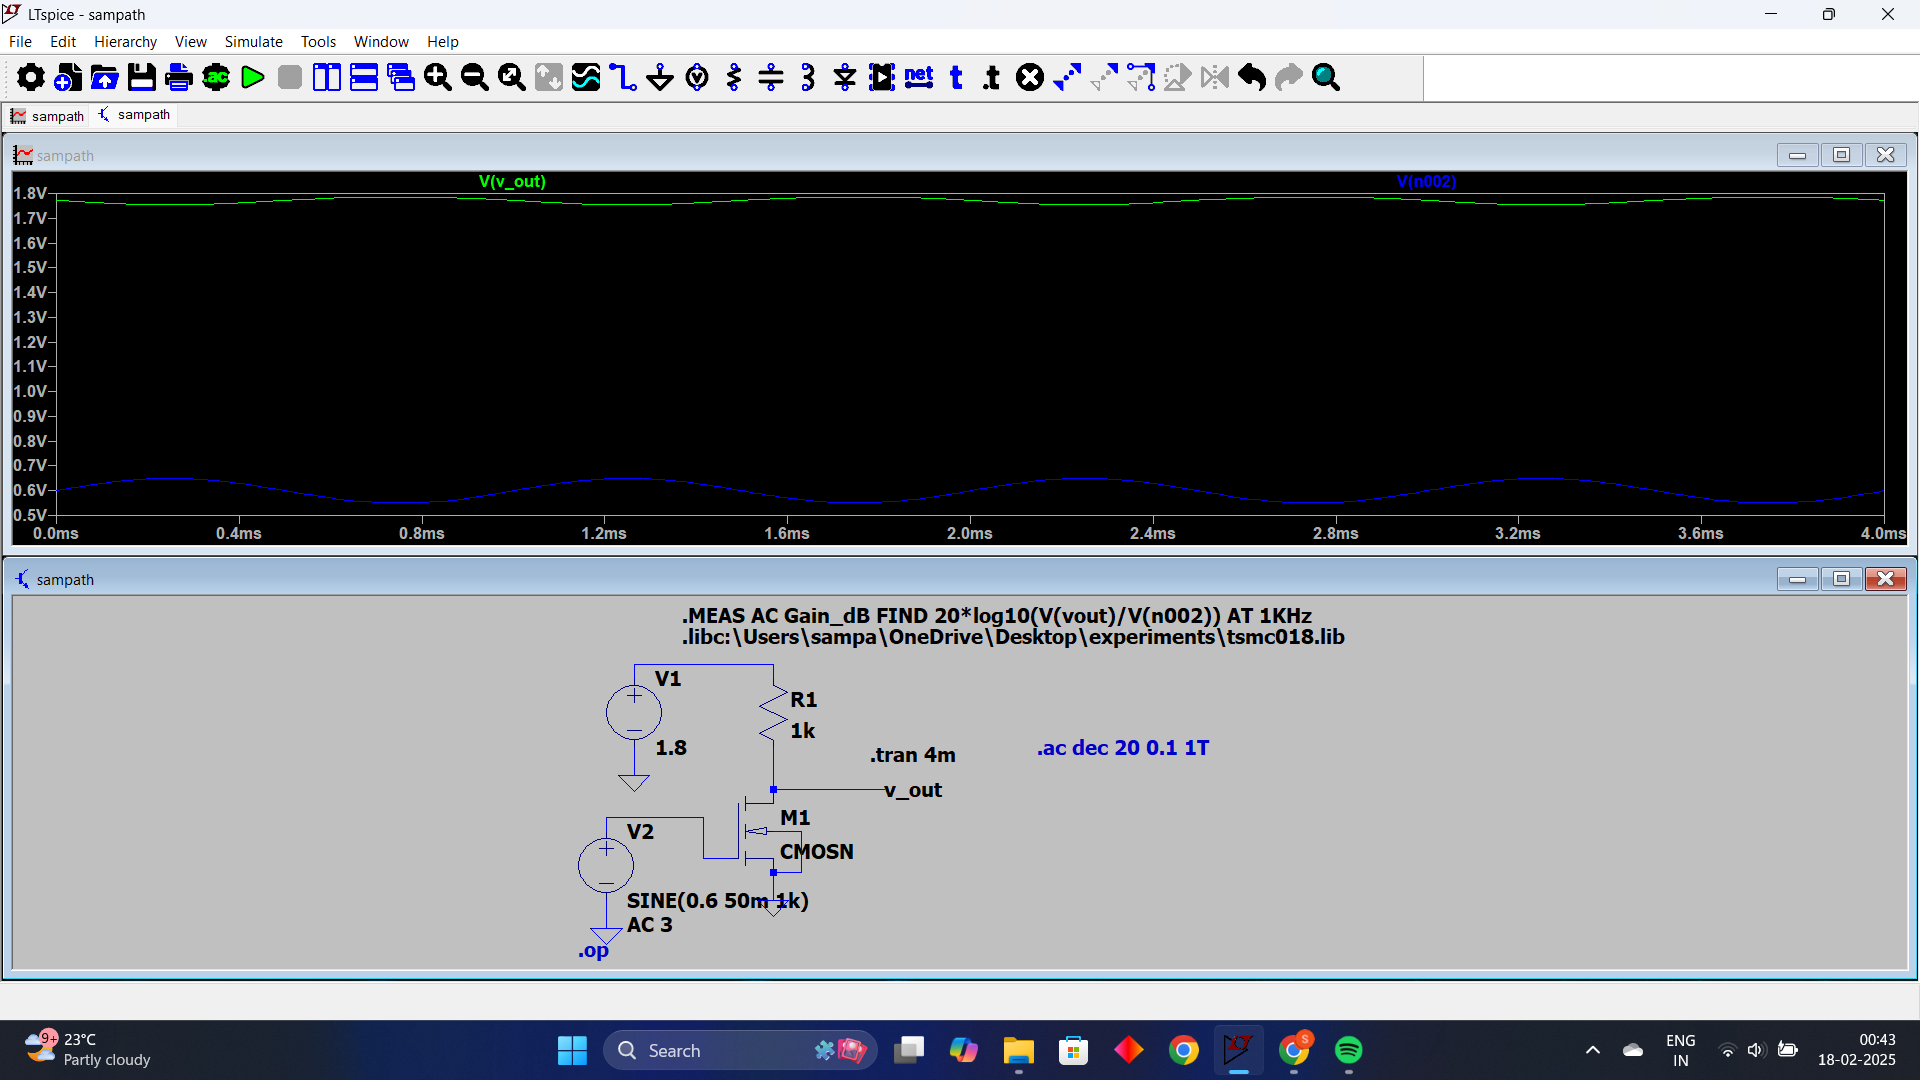 LTspice - sampath
File Edit Hierarchy View Simulate Tools Window Help
.ac net t .t
sampath sampath
sampath
V(v_out) V(n002)
1.8V
1.7V
1.6V
1.5V
1.4V
1.3V
1.2V
1.1V
1.0V
0.9V
0.8V
0.7V
0.6V
0.5V
0.0ms 0.4ms 0.8ms 1.2ms 1.6ms 2.0ms 2.4ms 2.8ms 3.2ms 3.6ms 4.0ms
sampath
.MEAS AC Gain_dB FIND 20*log10(V(vout)/V(n002)) AT 1KHz
.libc:\Users\sampa\OneDrive\Desktop\experiments\tsmc018.lib
V1
R1
1k
1.8
.tran 4m
.ac dec 20 0.1 1T
v_out
M1
V2
CMOSN
SINE(0.6 50m 1k)
AC 3
.op
9+ 23°C
Partly cloudy
Search
S
ENG
IN
00:43
18-02-2025